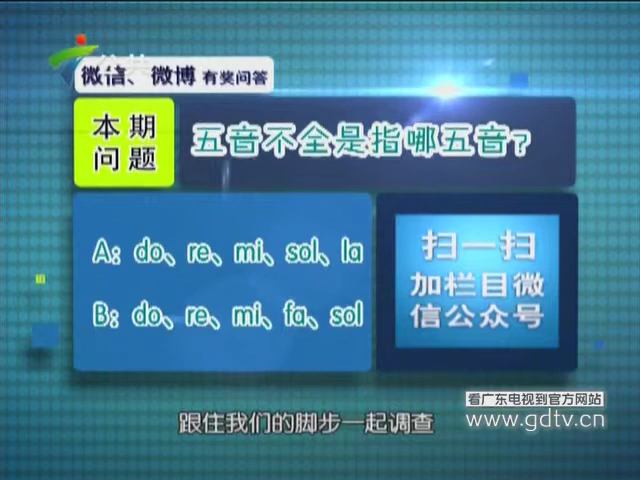 微信、微博 有奖问答
本期
问题
五音不全是指哪五音?
A: do、re、mi、sol、la
B: do、re、mi、fa、sol
扫一扫
加栏目微
信公众号
看广东电视到官方网站
www.gdtv.cn
跟住我们的脚步一起调查